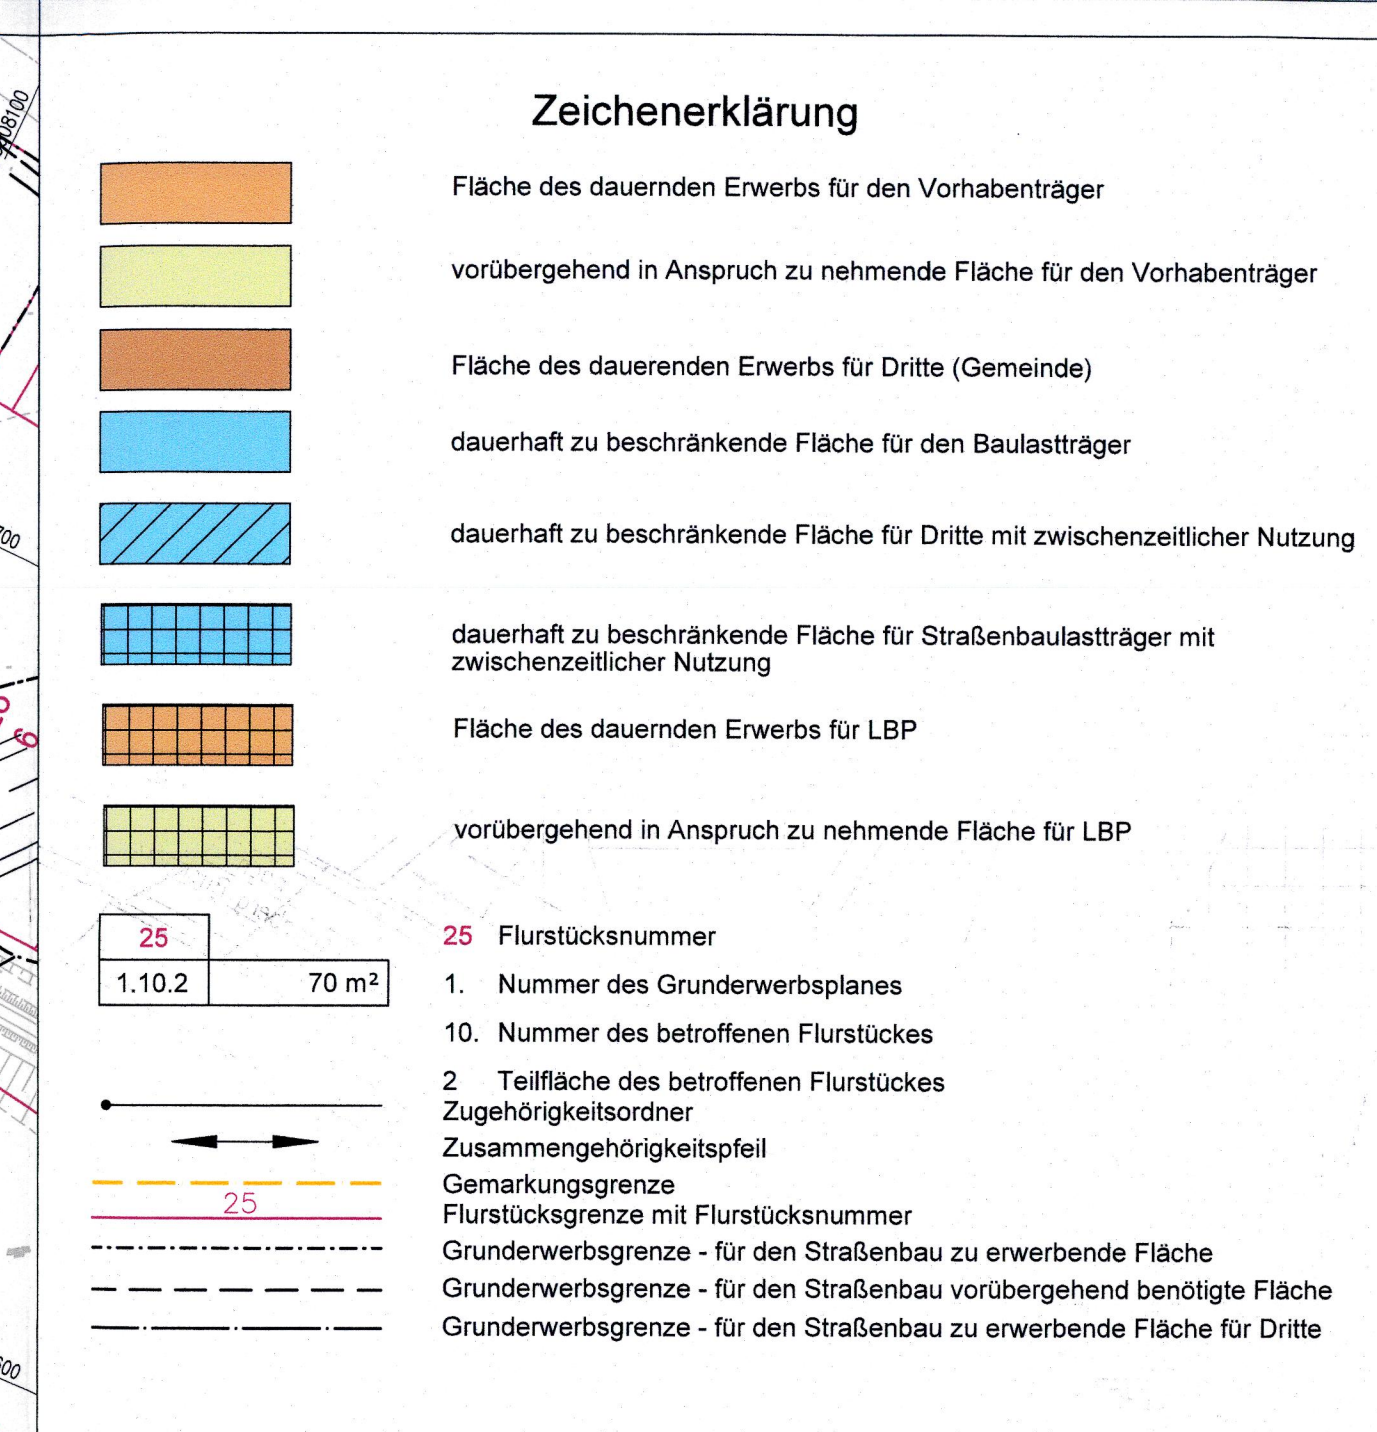 Zeichenerklärung
Fläche des dauernden Erwerbs für den Vorhabenträger
vorübergehend in Anspruch zu nehmende Fläche für den Vorhabenträger
Fläche des dauerenden Erwerbs für Dritte (Gemeinde)
dauerhaft zu beschränkende Fläche für den Baulastträger
dauerhaft zu beschränkende Fläche für Dritte mit zwischenzeitlicher Nutzung
dauerhaft zu beschränkende Fläche für Straßenbaulastträger mit
zwischenzeitlicher Nutzung
Fläche des dauernden Erwerbs für LBP
vorübergehend in Anspruch zu nehmende Fläche für LBP
25
1.10.2 70 m²
25 Flurstücksnummer
1. Nummer des Grunderwerbsplanes
10. Nummer des betroffenen Flurstückes
2 Teilfläche des betroffenen Flurstückes
Zugehörigkeitsordner
Zusammengehörigkeitspfeil
Gemarkungsgrenze
25
Flurstücksgrenze mit Flurstücksnummer
Grunderwerbsgrenze - für den Straßenbau zu erwerbende Fläche
Grunderwerbsgrenze - für den Straßenbau vorübergehend benötigte Fläche
Grunderwerbsgrenze - für den Straßenbau zu erwerbende Fläche für Dritte